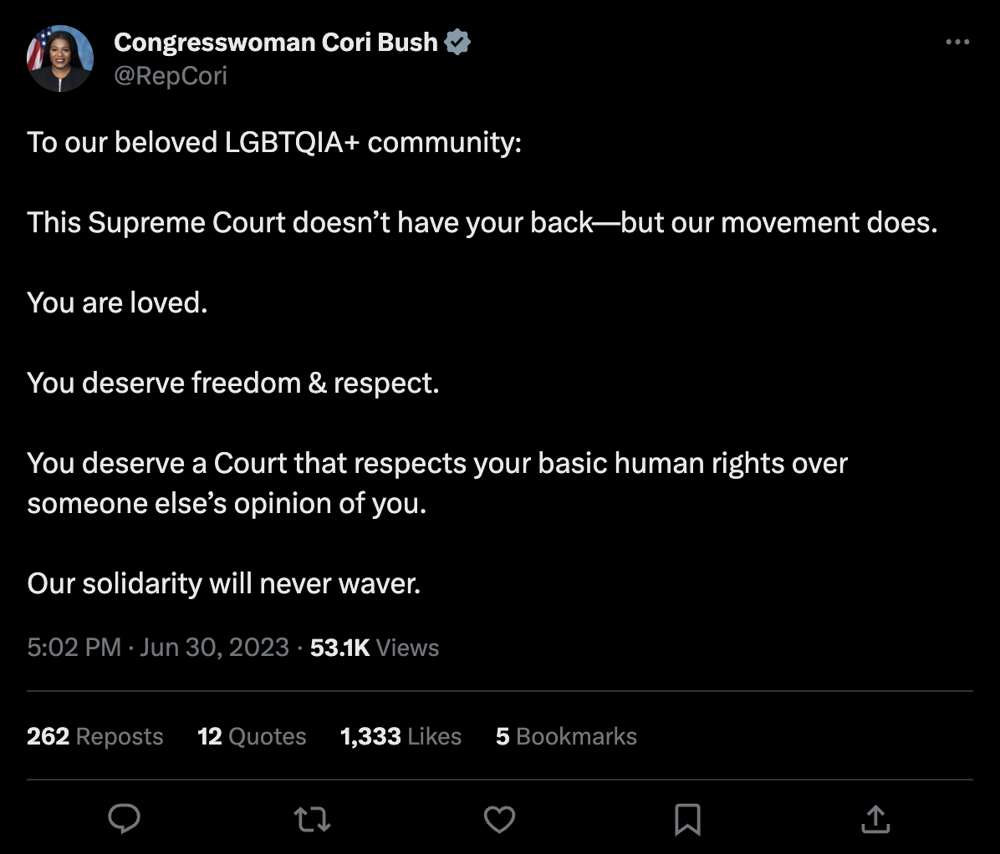 Congresswoman Cori Bush
@RepCori
To our beloved LGBTQIA+ community:
This Supreme Court doesn’t have your back—but our movement does.
You are loved.
You deserve freedom & respect.
You deserve a Court that respects your basic human rights over
someone else’s opinion of you.
Our solidarity will never waver.
5:02 PM · Jun 30, 2023 · 53.1K Views
262 Reposts 12 Quotes 1,333 Likes 5 Bookmarks